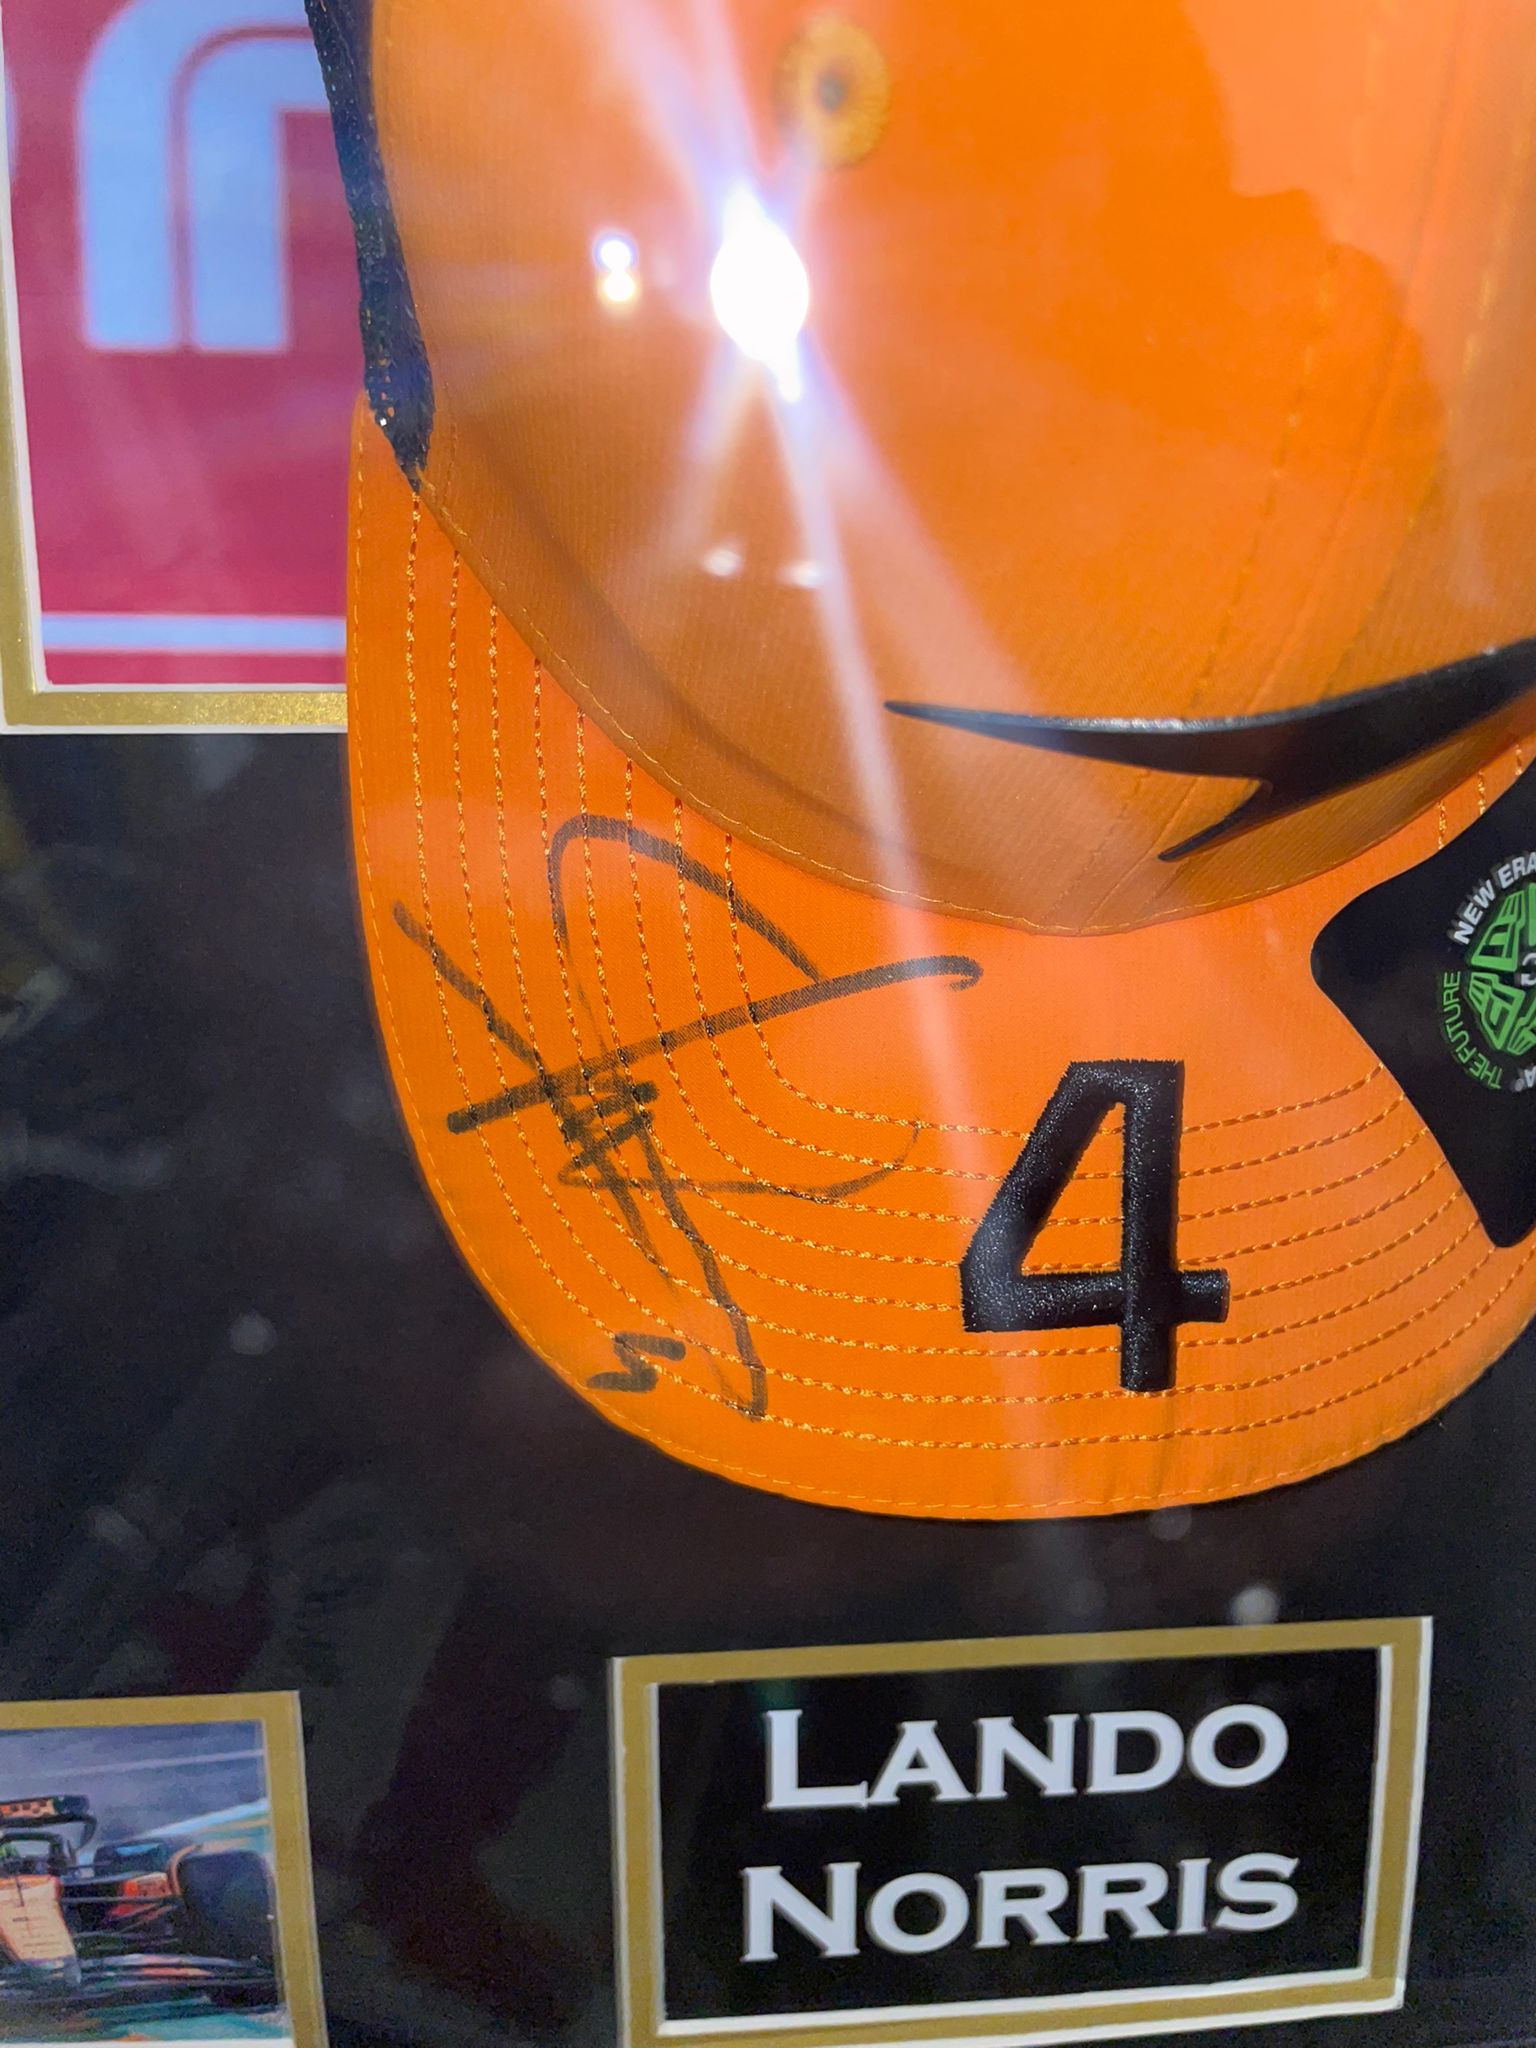 NEW ERA
THE FUTURE
4
LANDO
NORRIS